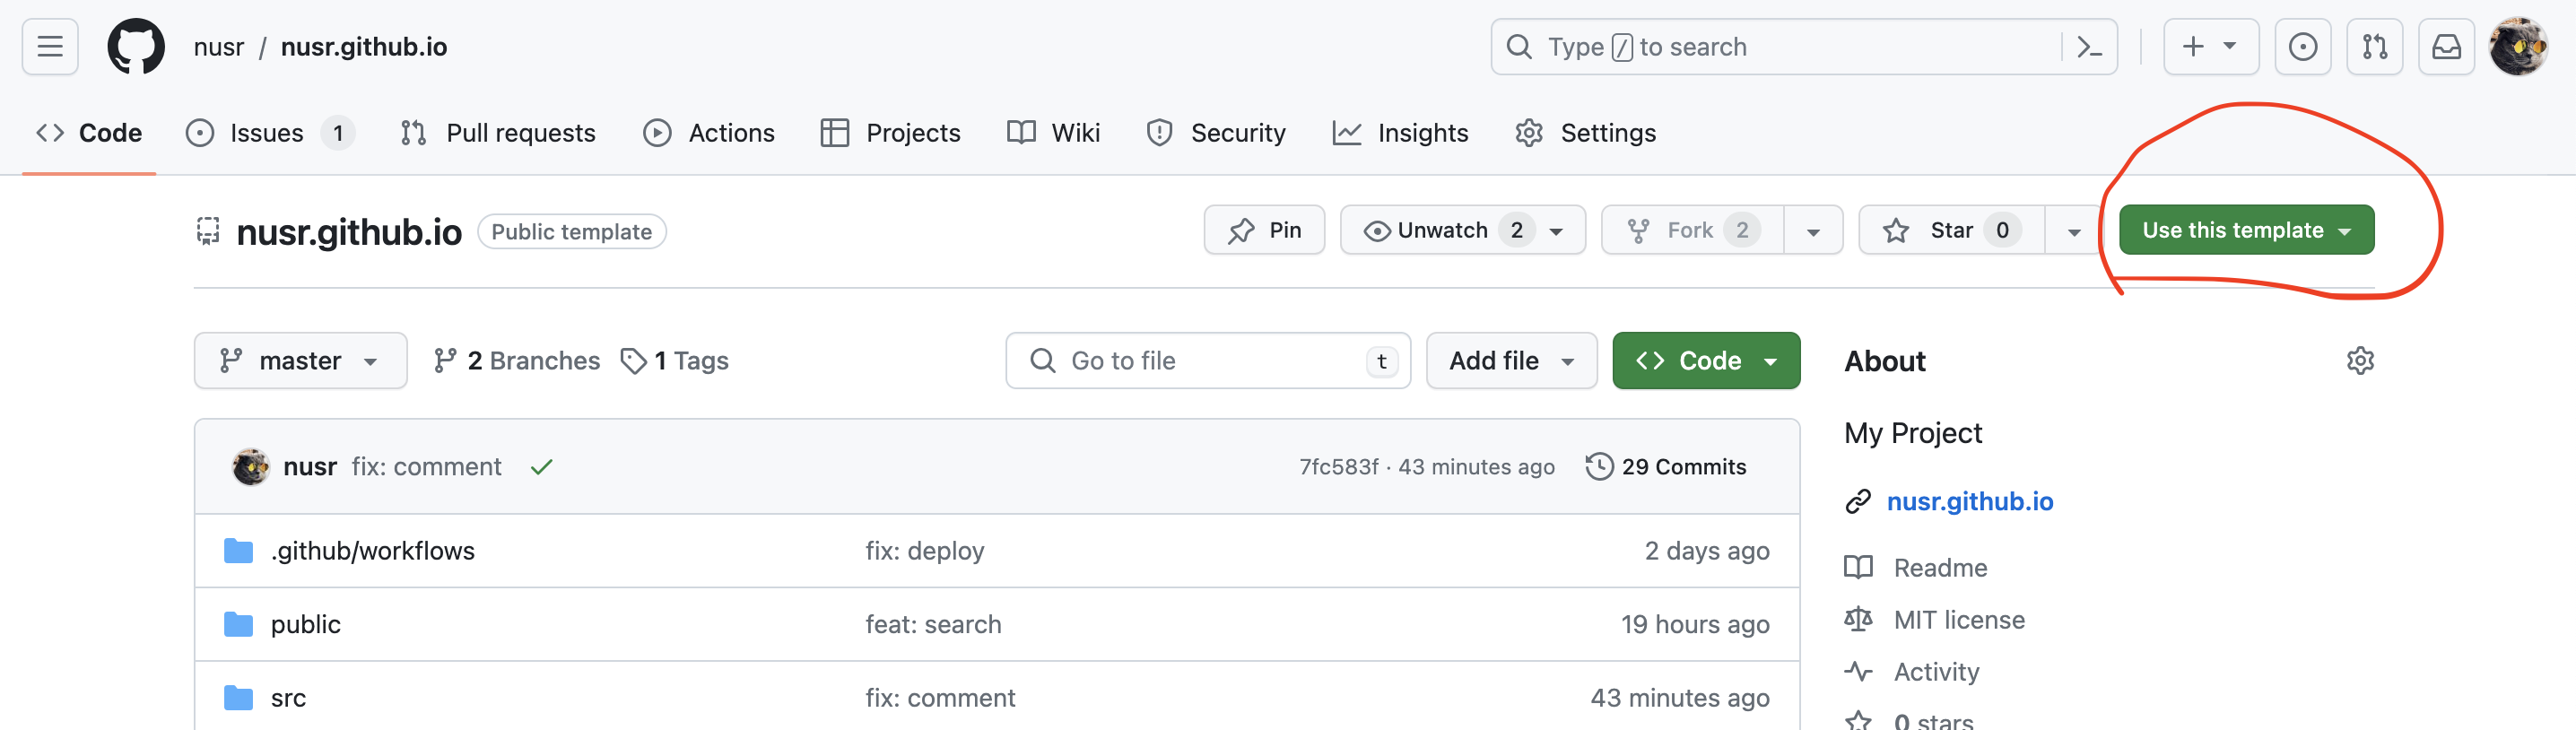 nusr / nusr.github.io
Type / to search
Code Issues 1 Pull requests Actions Projects Wiki Security Insights Settings
nusr.github.io Public template Pin Unwatch 2 Fork 2 Star 0 Use this template
master 2 Branches 1 Tags Go to file t Add file Code About
My Project
nusr fix: comment 7fc583f · 43 minutes ago 29 Commits
nusr.github.io
.github/workflows fix: deploy 2 days ago
Readme
public feat: search 19 hours ago
MIT license
Activity
src fix: comment 43 minutes ago
0 stars